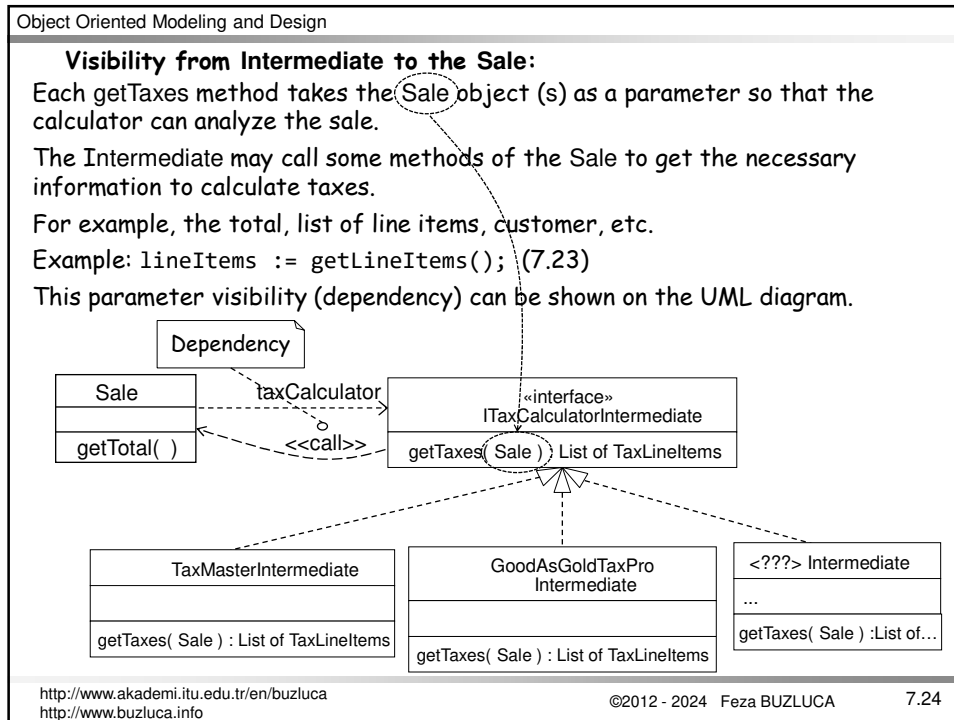 Object Oriented Modeling and Design
Visibility from Intermediate to the Sale:
Each getTaxes method takes the Sale object (s) as a parameter so that the
calculator can analyze the sale.
The Intermediate may call some methods of the Sale to get the necessary
information to calculate taxes.
For example, the total, list of line items, customer, etc.
Example: lineItems := getLineItems(); (7.23)
This parameter visibility (dependency) can be shown on the UML diagram.
Dependency
Sale
getTotal( )
taxCalculator
<<call>>
«interface»
ITaxCalculatorIntermediate
getTaxes( Sale ) : List of TaxLineItems
TaxMasterIntermediate
getTaxes( Sale ) : List of TaxLineItems
GoodAsGoldTaxPro
Intermediate
getTaxes( Sale ) : List of TaxLineItems
<???> Intermediate
...
getTaxes( Sale ) :List of...
http://www.akademi.itu.edu.tr/en/buzluca
http://www.buzluca.info
©2012 - 2024 Feza BUZLUCA
7.24